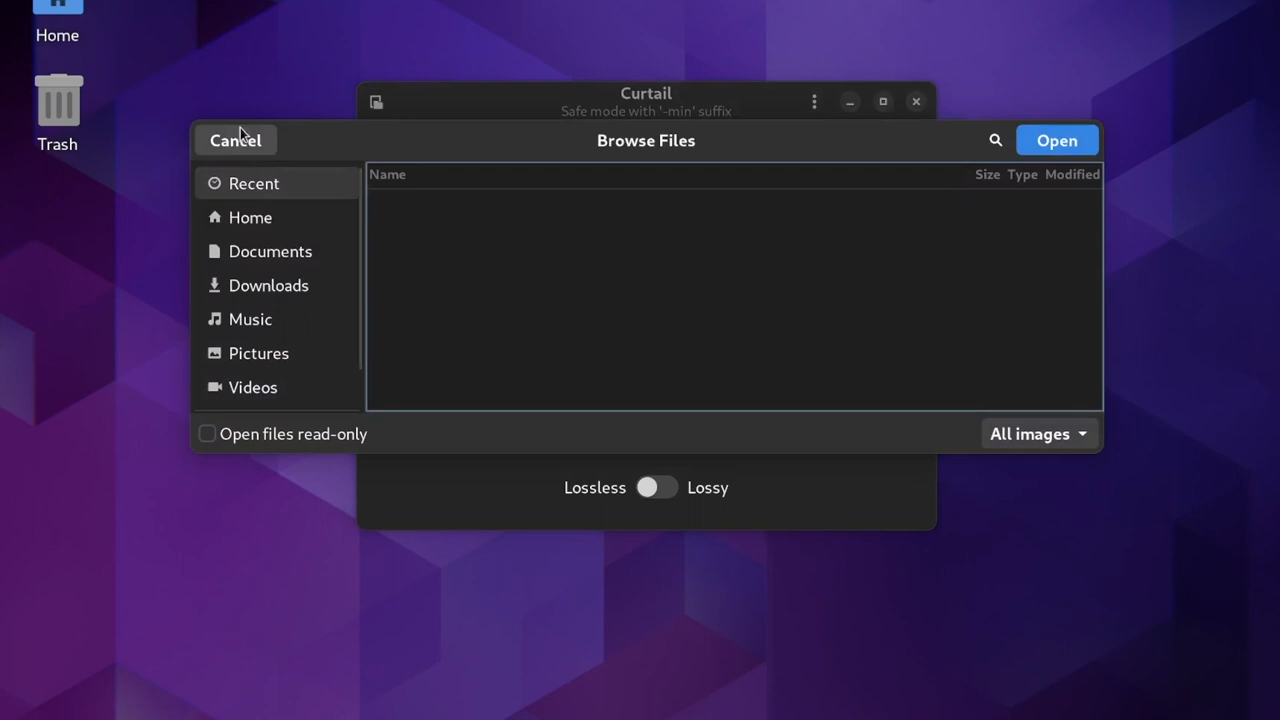 Home
Trash
Curtail
Safe mode with '-min' suffix
Cancel
Browse Files
Open
Recent
Home
Documents
Downloads
Music
Pictures
Videos
Name
Size Type Modified
Open files read-only
All images
Lossless
Lossy